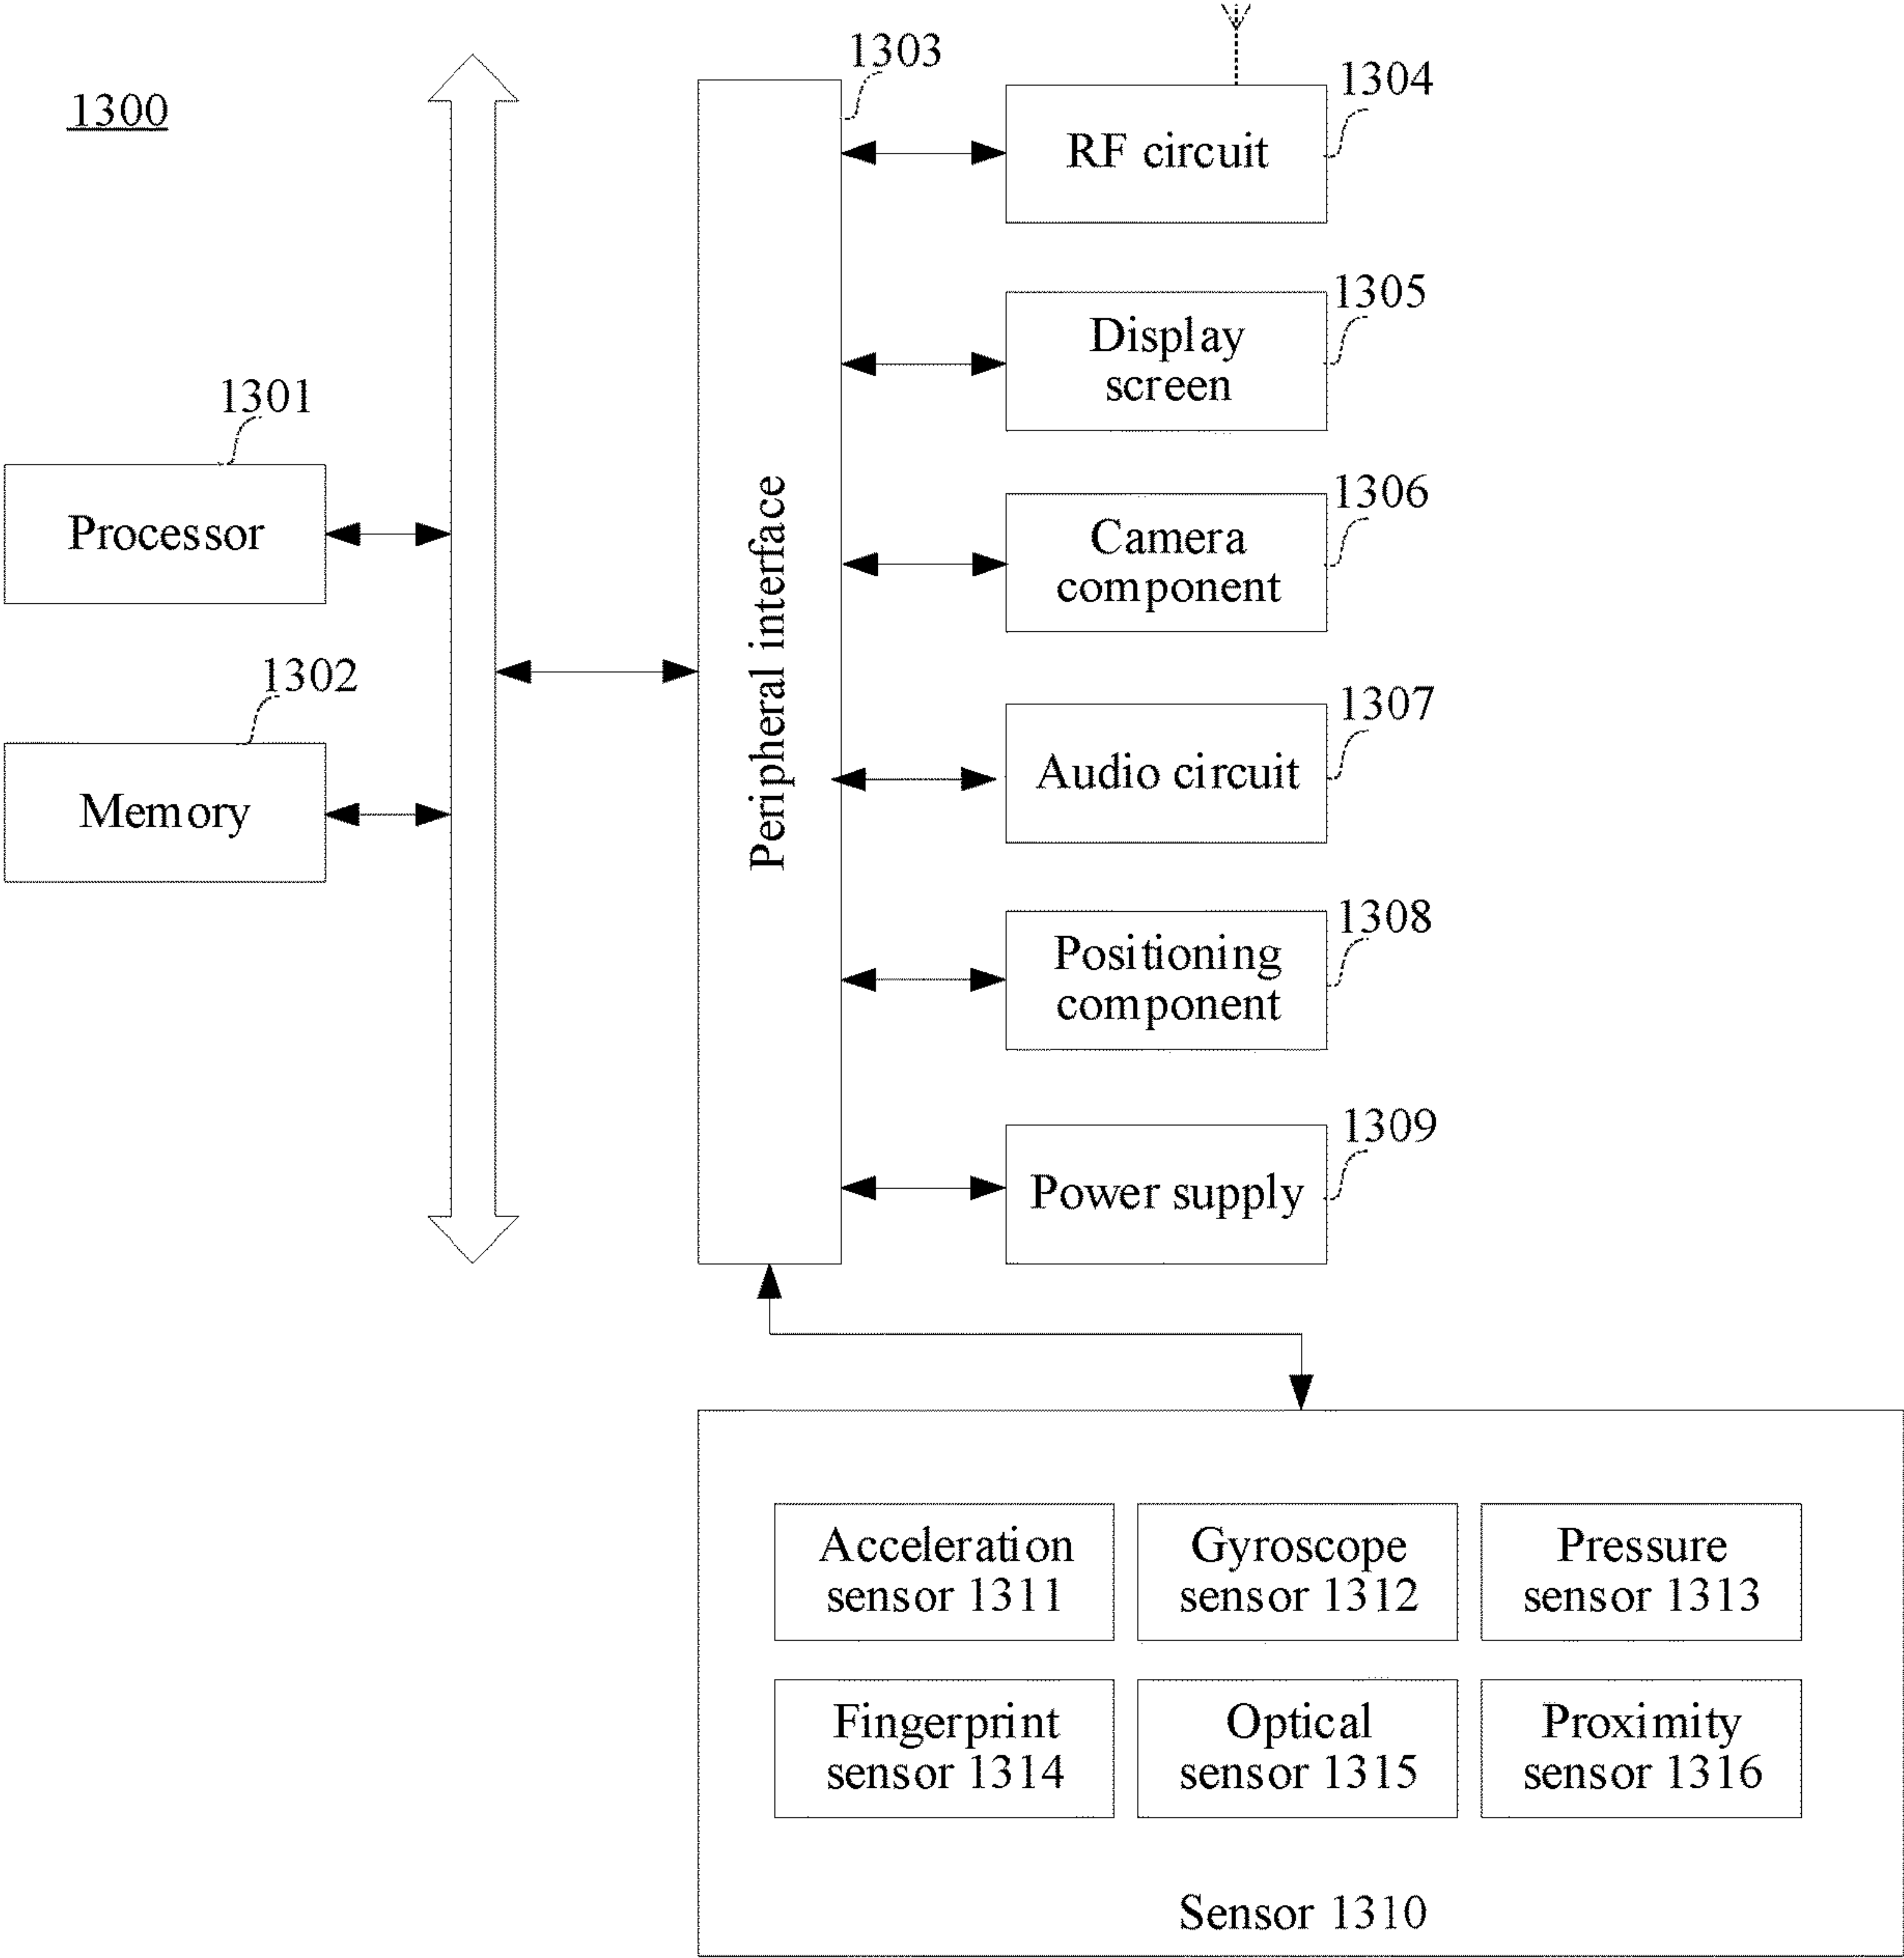 1300
1303
1304
RF circuit
1305
Display
screen
1301
Processor
1306
Camera
component
Peripheral interface
1302
Memory
1307
Audio circuit
1308
Positioning
component
1309
Power supply
Acceleration
sensor 1311
Gyroscope
sensor 1312
Pressure
sensor 1313
Fingerprint
sensor 1314
Optical
sensor 1315
Proximity
sensor 1316
Sensor 1310